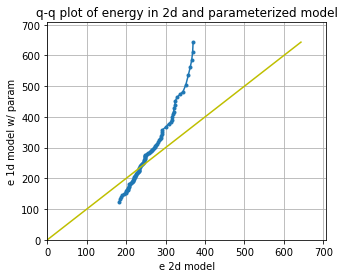 q-q plot of energy in 2d and parameterized model
700
600
500
400
300
200
100
0
e 1d model w/ param
0 100 200 300 400 500 600 700
e 2d model